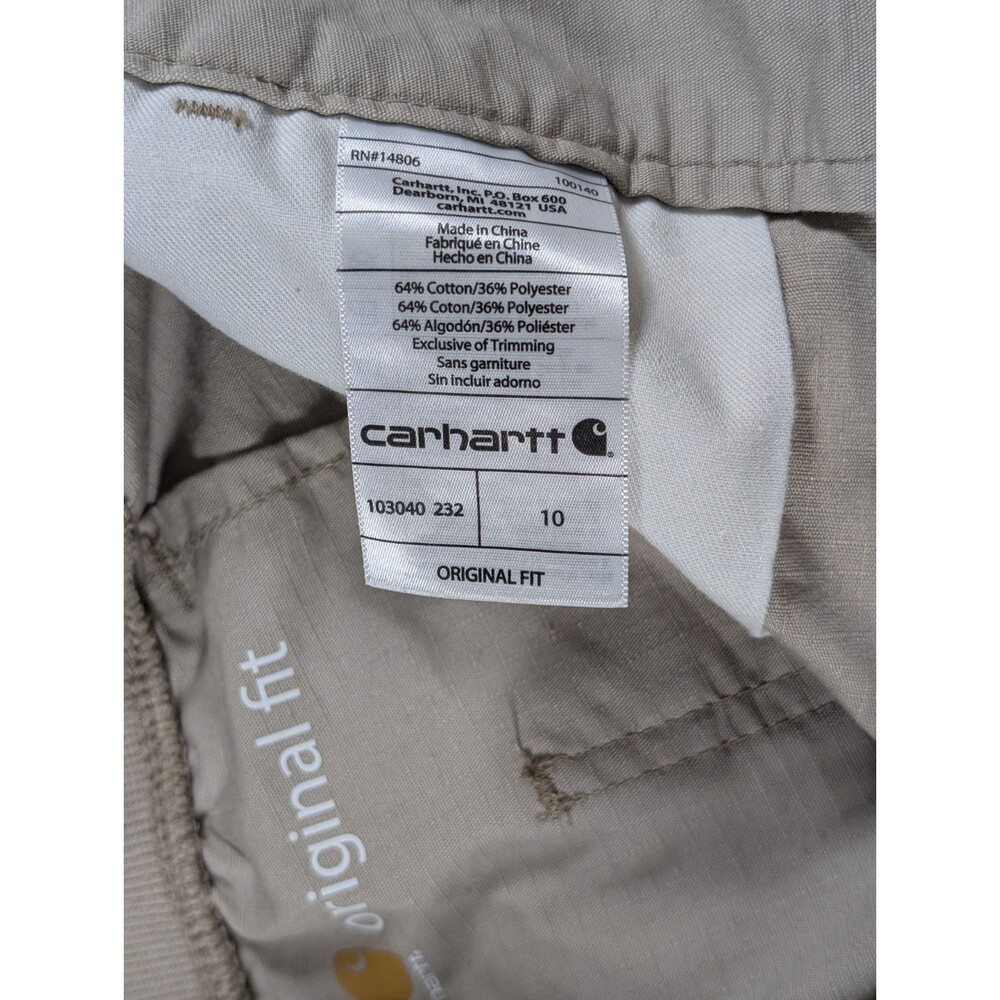 RN#14806
100140
Carhartt, Inc. P.O. Box 600
Dearborn, MI 48121 USA
carhartt.com
Made in China
Fabriqué en Chine
Hecho en China
64% Cotton/36% Polyester
64% Coton/36% Polyester
64% Algodón/36% Poliéster
Exclusive of Trimming
Sans garniture
Sin incluir adorno
carhartt
103040 232
10
ORIGINAL FIT
original fit